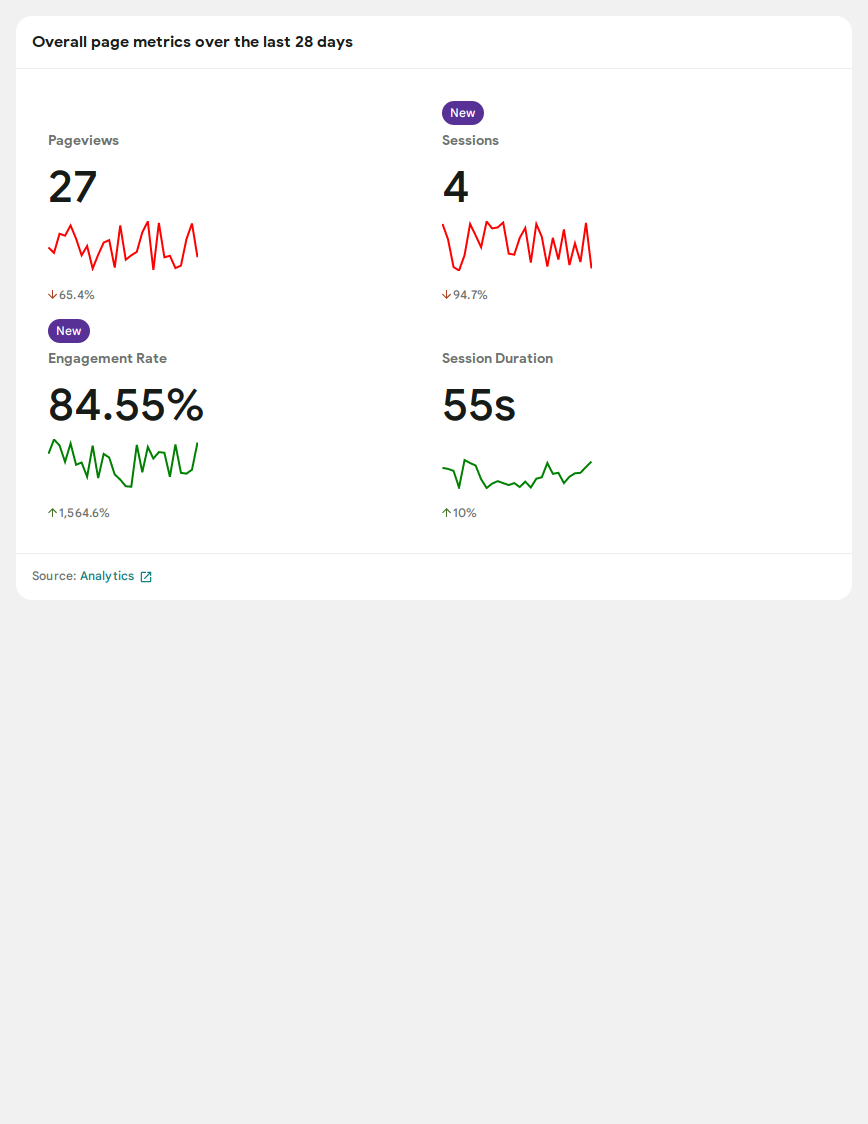 Overall page metrics over the last 28 days
Pageviews
27
↓65.4%
New
Sessions
4
↓94.7%
New
Engagement Rate
84.55%
↑1,564.6%
Session Duration
55s
↑10%
Source: Analytics